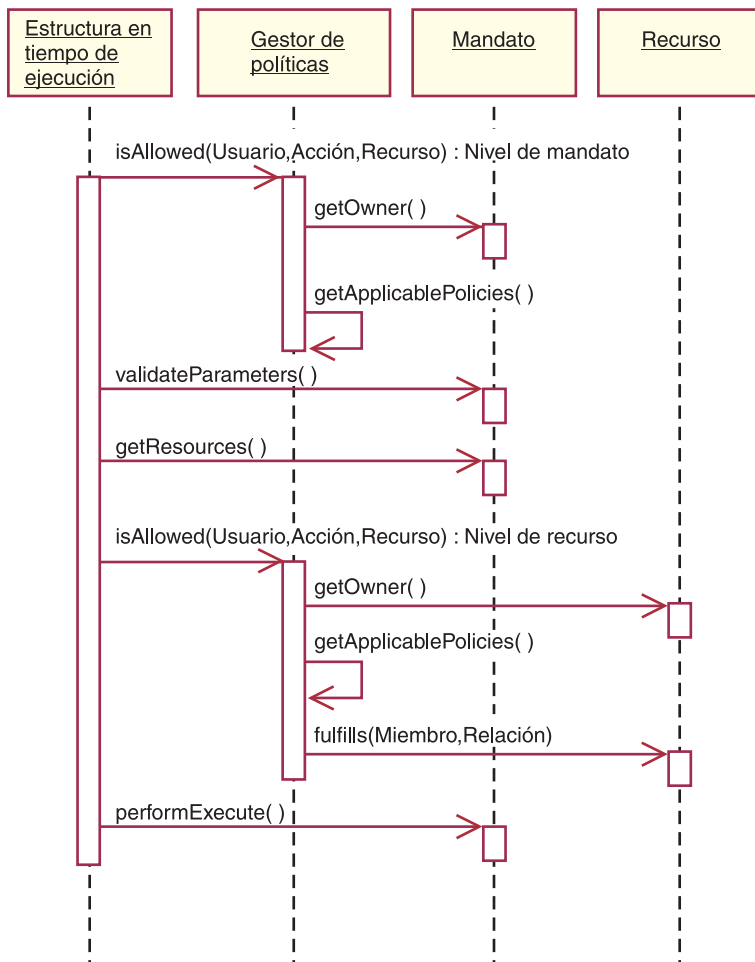 Estructura en
tiempo de
ejecución
Gestor de
políticas
Mandato
Recurso
isAllowed(Usuario,Acción,Recurso) : Nivel de mandato
getOwner( )
getApplicablePolicies( )
validateParameters( )
getResources( )
isAllowed(Usuario,Acción,Recurso) : Nivel de recurso
getOwner( )
getApplicablePolicies( )
fulfills(Miembro,Relación)
performExecute( )